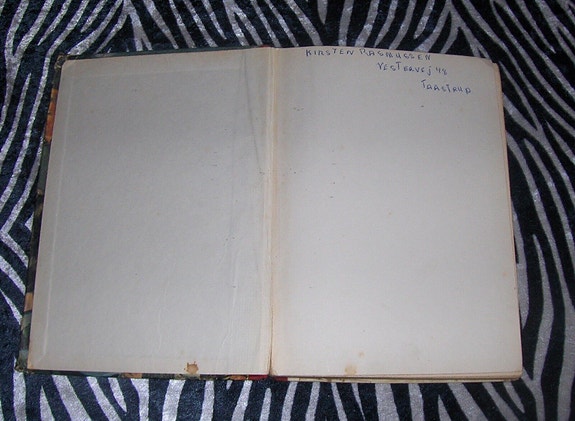 KIRSTEN RASMUSSEN
VESTERVEJ 48
TAASTRUP